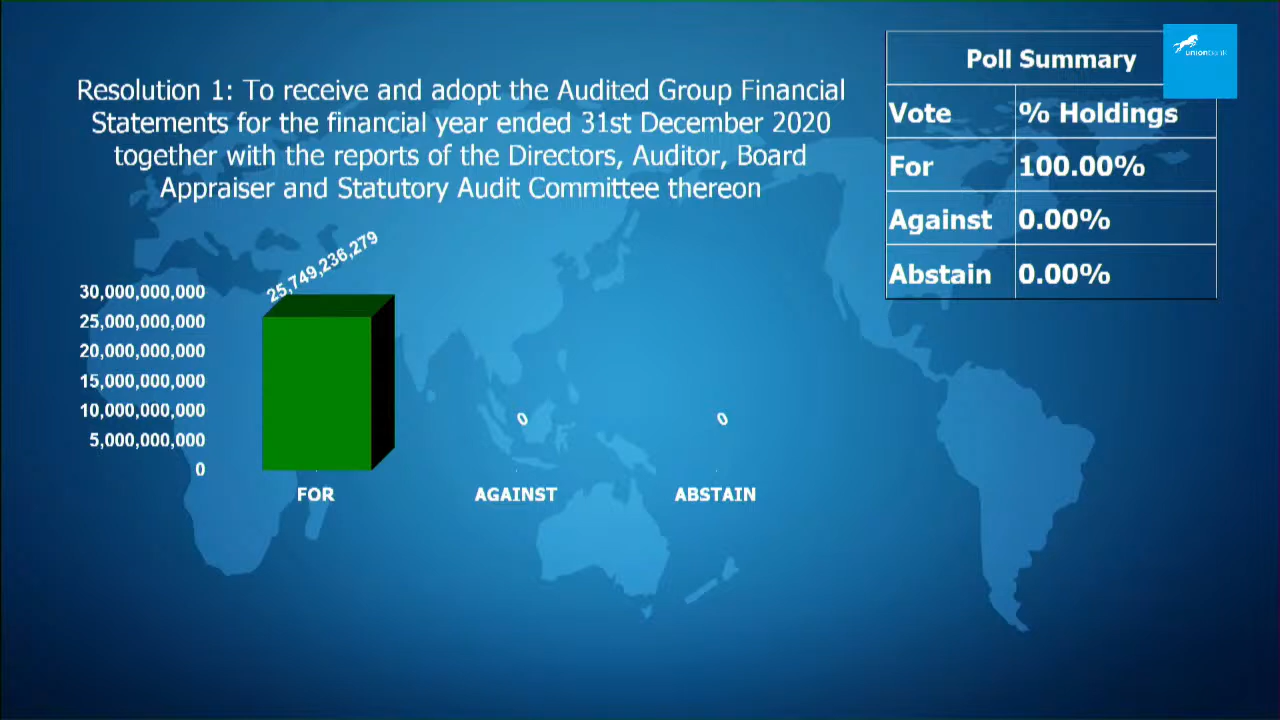 Resolution 1: To receive and adopt the Audited Group Financial
Statements for the financial year ended 31st December 2020
together with the reports of the Directors, Auditor, Board
Appraiser and Statutory Audit Committee thereon
Poll Summary
Vote % Holdings
For 100.00%
Against 0.00%
Abstain 0.00%
unionbank
25,749,236,279
30,000,000,000
25,000,000,000
20,000,000,000
15,000,000,000
10,000,000,000
5,000,000,000
0
0
0
FOR AGAINST ABSTAIN